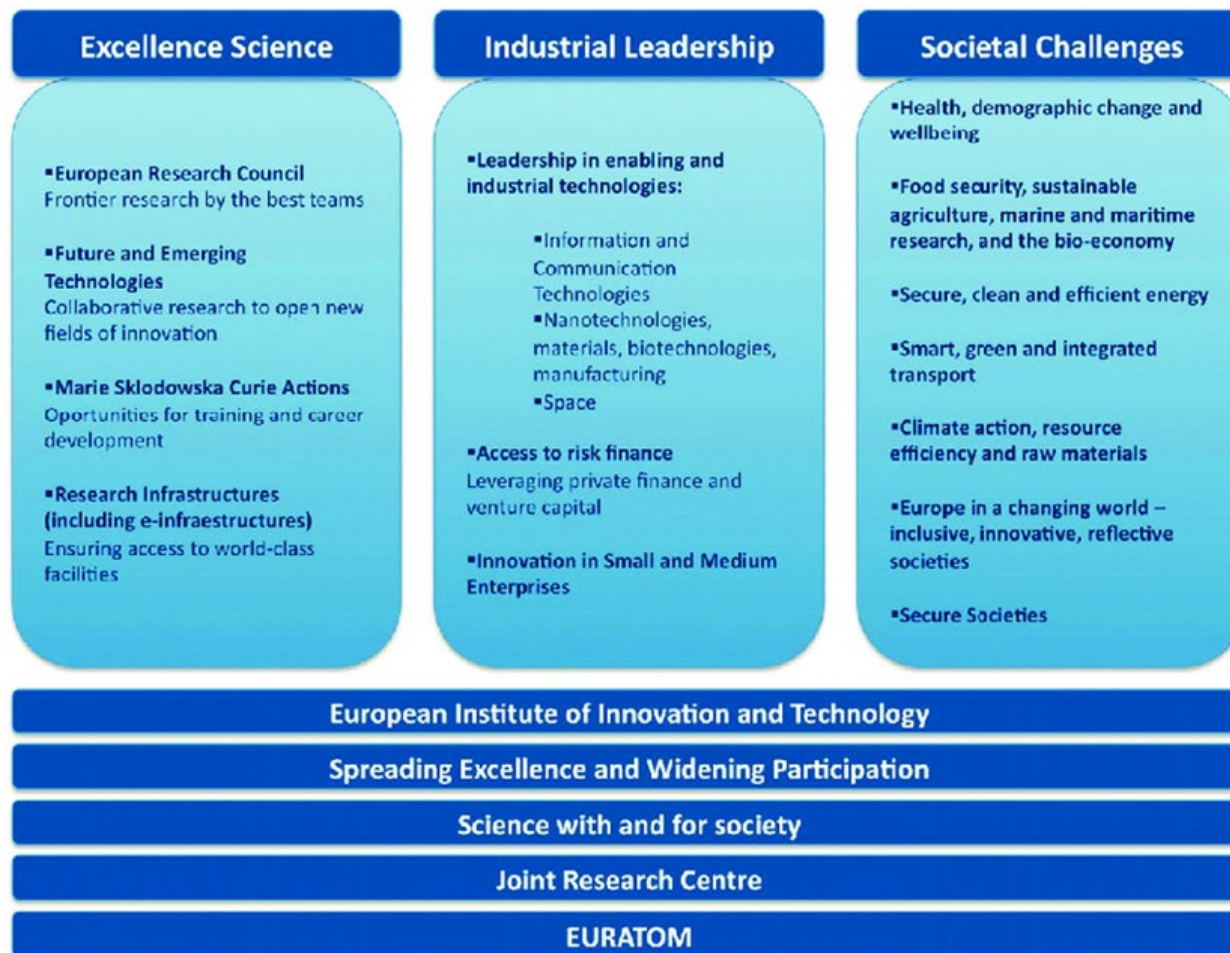 Excellence Science
▪European Research Council
Frontier research by the best teams
▪Future and Emerging
Technologies
Collaborative research to open new
fields of innovation
▪Marie Sklodowska Curie Actions
Oportunities for training and career
development
▪Research Infrastructures
(including e-infraestructures)
Ensuring access to world-class
facilities
Industrial Leadership
▪Leadership in enabling and
industrial technologies:
▪Information and
Communication
Technologies
▪Nanotechnologies,
materials, biotechnologies,
manufacturing
▪Space
▪Access to risk finance
Leveraging private finance and
venture capital
▪Innovation in Small and Medium
Enterprises
Societal Challenges
▪Health, demographic change and
wellbeing
▪Food security, sustainable
agriculture, marine and maritime
research, and the bio-economy
▪Secure, clean and efficient energy
▪Smart, green and integrated
transport
▪Climate action, resource
efficiency and raw materials
▪Europe in a changing world –
inclusive, innovative, reflective
societies
▪Secure Societies
European Institute of Innovation and Technology
Spreading Excellence and Widening Participation
Science with and for society
Joint Research Centre
EURATOM